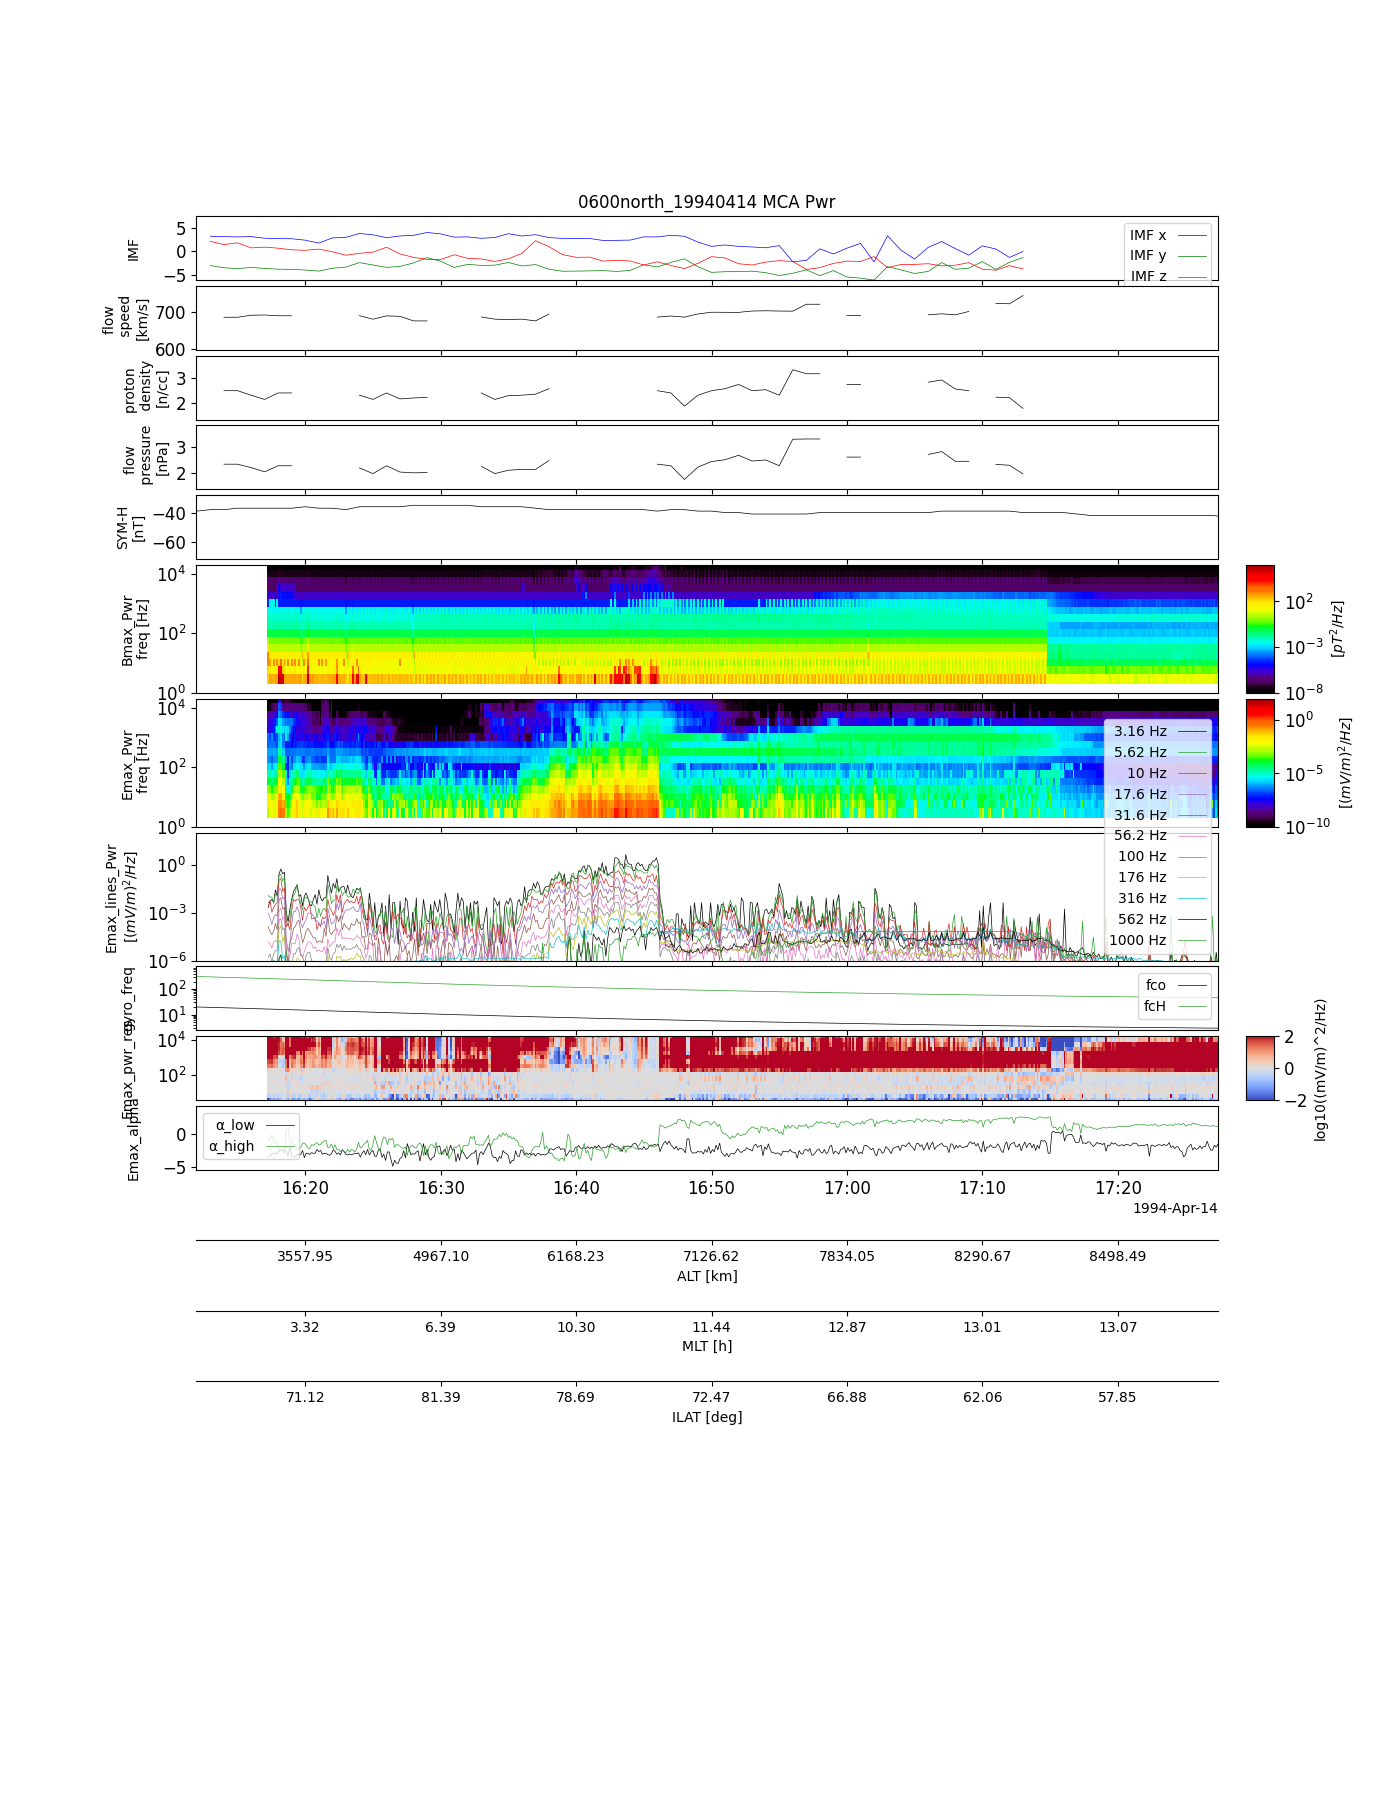 0600north_19940414 MCA Pwr
IMF
5
0
−5
IMF x
IMF y
IMF z
flow
speed
[km/s]
700
600
proton
density
[n/cc]
3
2
flow
pressure
[nPa]
3
2
SYM-H
[nT]
−40
−60
Bmax_Pwr
freq [Hz]
10^4
10^2
10^0
10^2
10^−3
10^−8
[pT^2/Hz]
Emax_Pwr
freq [Hz]
10^4
10^2
10^0
10^0
10^−5
10^−10
[(mV/m)^2/Hz]
3.16 Hz
5.62 Hz
10 Hz
17.6 Hz
31.6 Hz
56.2 Hz
100 Hz
176 Hz
316 Hz
562 Hz
1000 Hz
Emax_lines_Pwr
[(mV/m)^2/Hz]
10^0
10^−3
10^−6
gyro_freq
10^2
10^1
fco
fcH
Emax_pwr_reg
10^4
10^2
2
0
−2
log10((mV/m)^2/Hz)
Emax_alpha
0
−5
α_low
α_high
16:20 16:30 16:40 16:50 17:00 17:10 17:20
1994-Apr-14
3557.95 4967.10 6168.23 7126.62 7834.05 8290.67 8498.49
ALT [km]
3.32 6.39 10.30 11.44 12.87 13.01 13.07
MLT [h]
71.12 81.39 78.69 72.47 66.88 62.06 57.85
ILAT [deg]